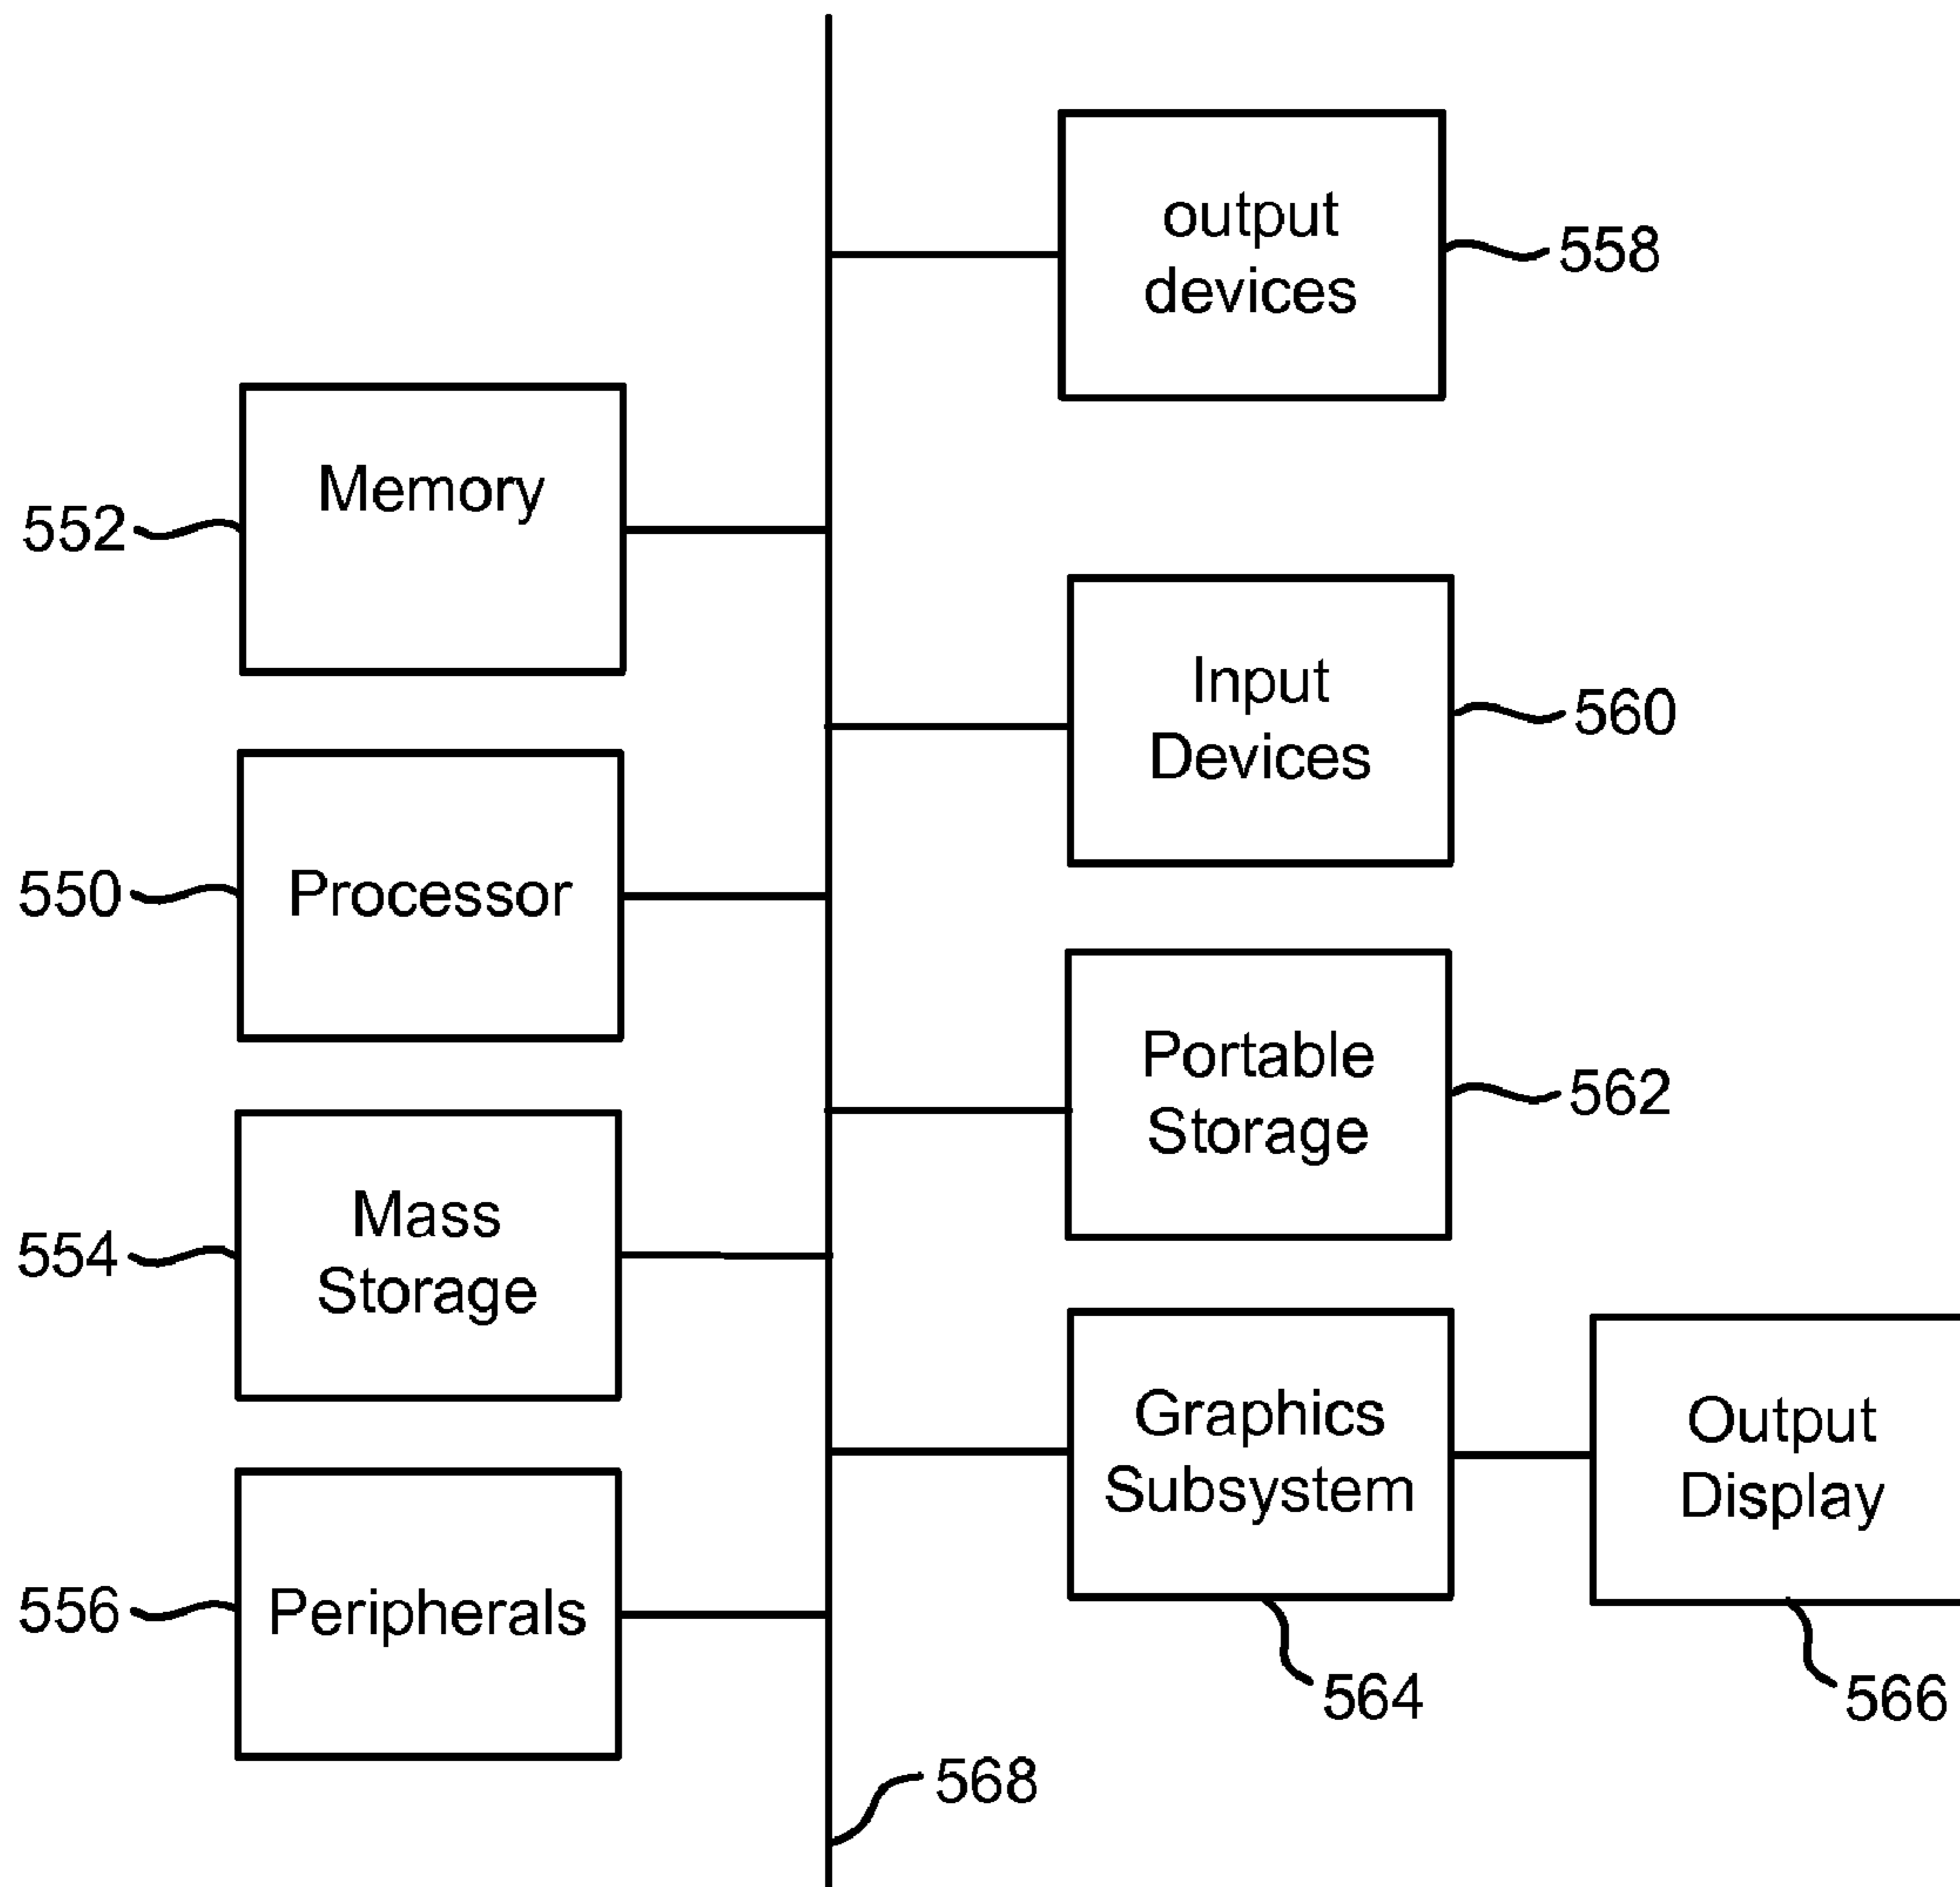 output
devices
558
Memory
552
Input
Devices
560
Processor
550
Portable
Storage
562
Mass
Storage
554
Graphics
Subsystem
564
Output
Display
566
Peripherals
556
568